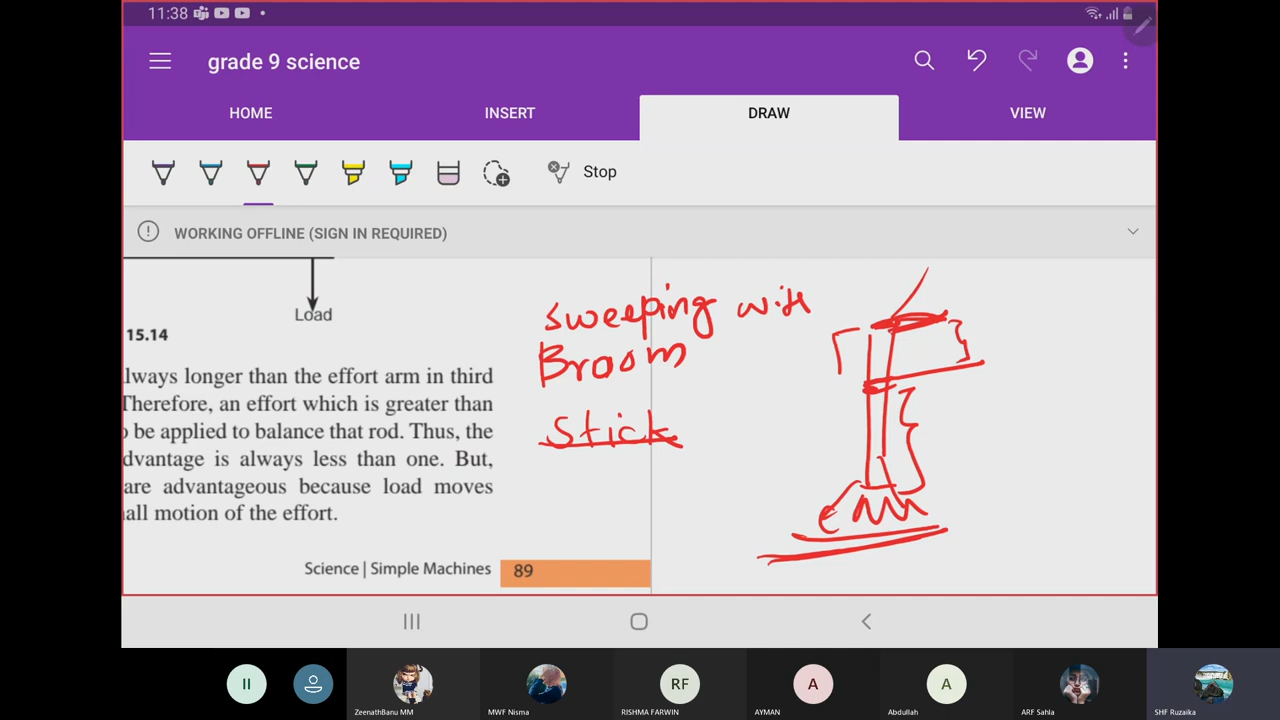 11:38
grade 9 science
HOME INSERT DRAW VIEW
Stop
WORKING OFFLINE (SIGN IN REQUIRED)
Load
15.14
lways longer than the effort arm in third
Therefore, an effort which is greater than
be applied to balance that rod. Thus, the
dvantage is always less than one. But,
are advantageous because load moves
all motion of the effort.
Science | Simple Machines 89
Sweeping with
Broom
Stick
II
RF
A
A
ZeenathBanu MM
MWF Nisma
RISHMA FARWIN
AYMAN
Abdullah
ARF Sahla
SHF Ruzaika